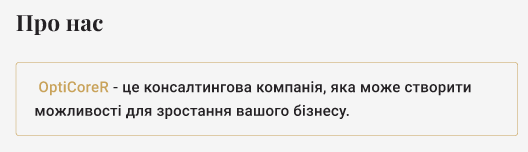 Про нас
OptiCoreR - це консалтингова компанія, яка може створити
можливості для зростання вашого бізнесу.